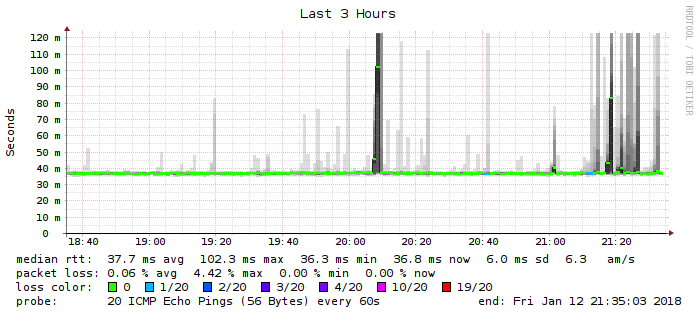 Last 3 Hours
RRDTOOL / TOBI OETIKER
Seconds
120 m
110 m
100 m
90 m
80 m
70 m
60 m
50 m
40 m
30 m
20 m
10 m
0
18:40 19:00 19:20 19:40 20:00 20:20 20:40 21:00 21:20
median rtt: 37.7 ms avg 102.3 ms max 36.3 ms min 36.8 ms now 6.0 ms sd 6.3 am/s
packet loss: 0.06 % avg 4.42 % max 0.00 % min 0.00 % now
loss color: 0 1/20 2/20 3/20 4/20 10/20 19/20
probe: 20 ICMP Echo Pings (56 Bytes) every 60s end: Fri Jan 12 21:35:03 2018